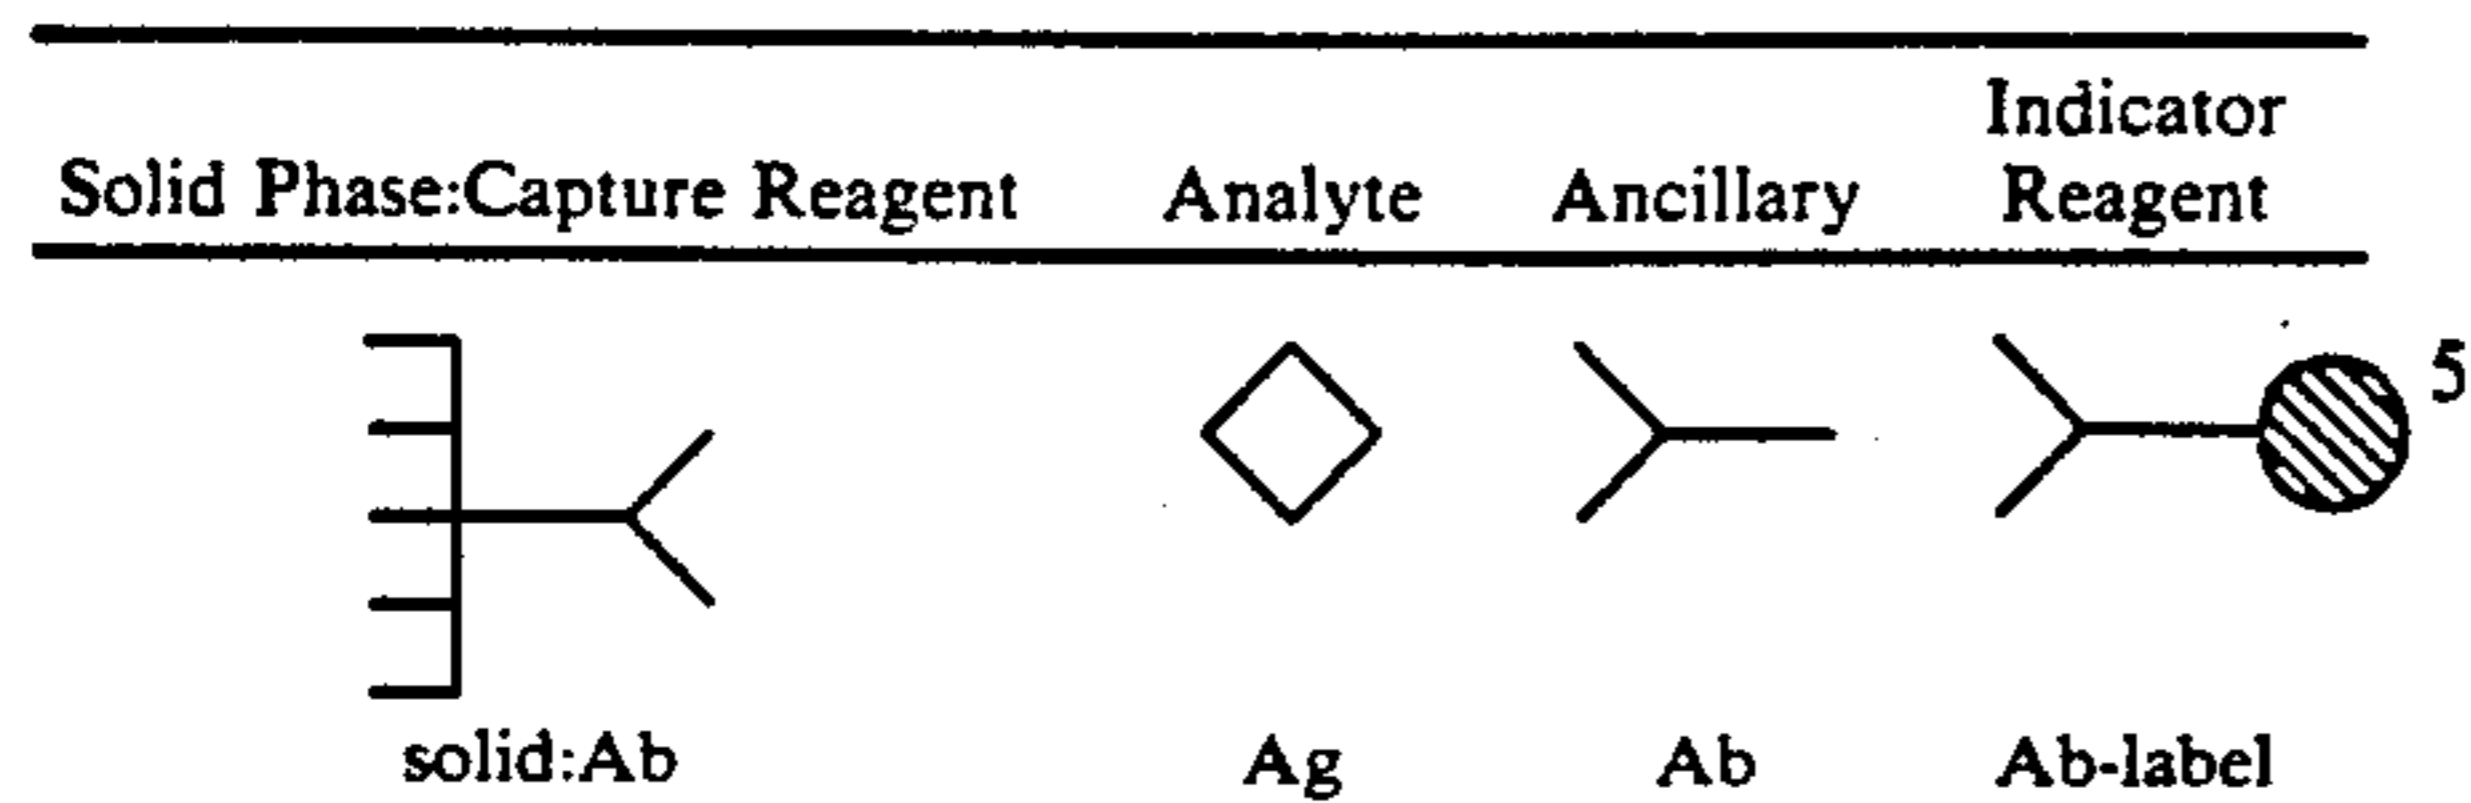 Indicator
Solid Phase:Capture Reagent Analyte Ancillary Reagent
5
solid:Ab Ag Ab Ab-label